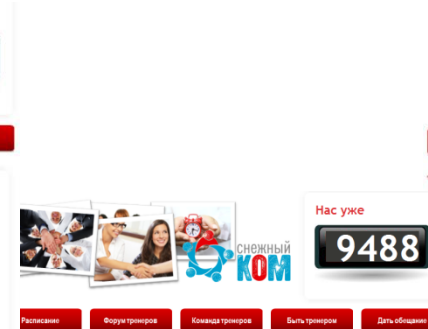 Нас уже
9488
снежный
КОМ
Расписание
Форум тренеров
Команда тренеров
Быть тренером
Дать обещание